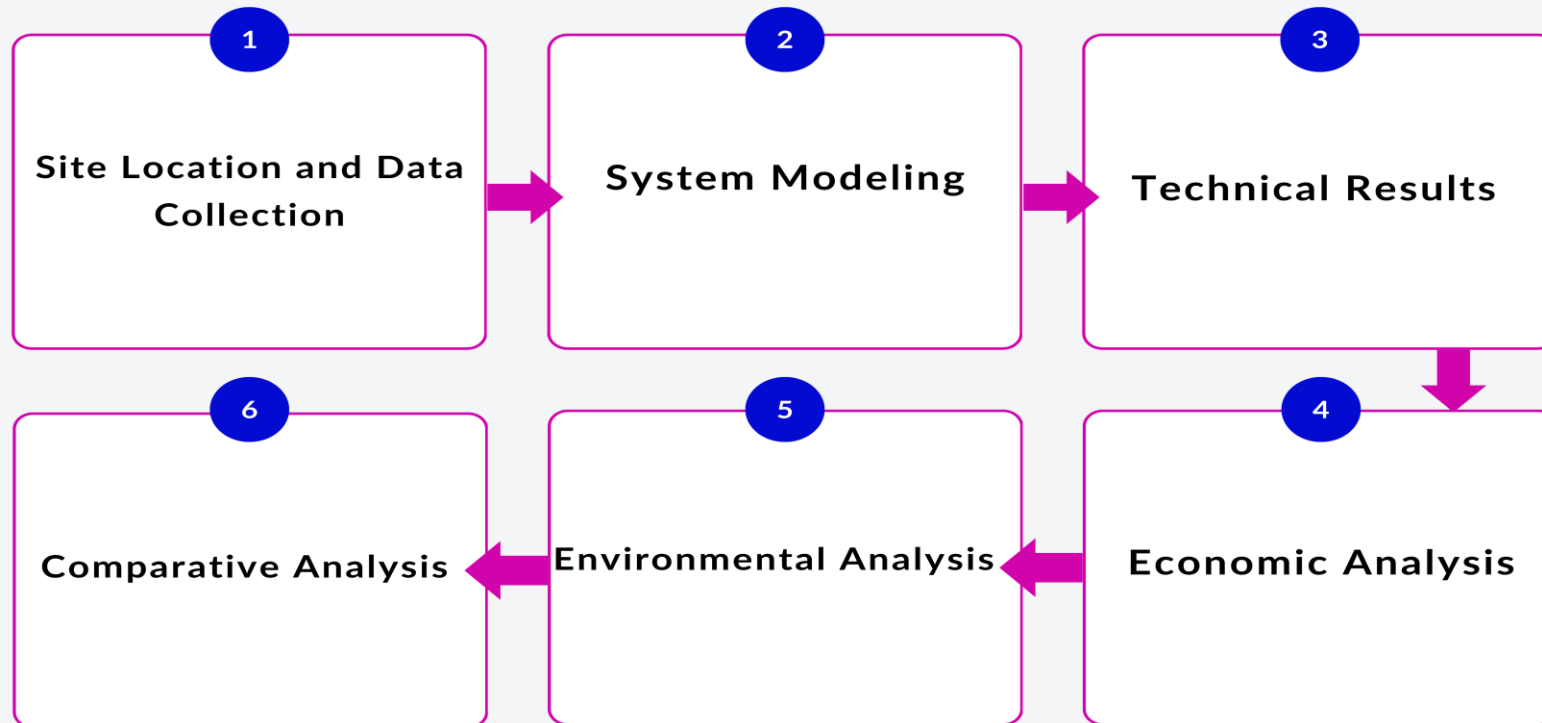 1
Site Location and Data
Collection
2
System Modeling
3
Technical Results
4
Economic Analysis
5
Environmental Analysis
6
Comparative Analysis